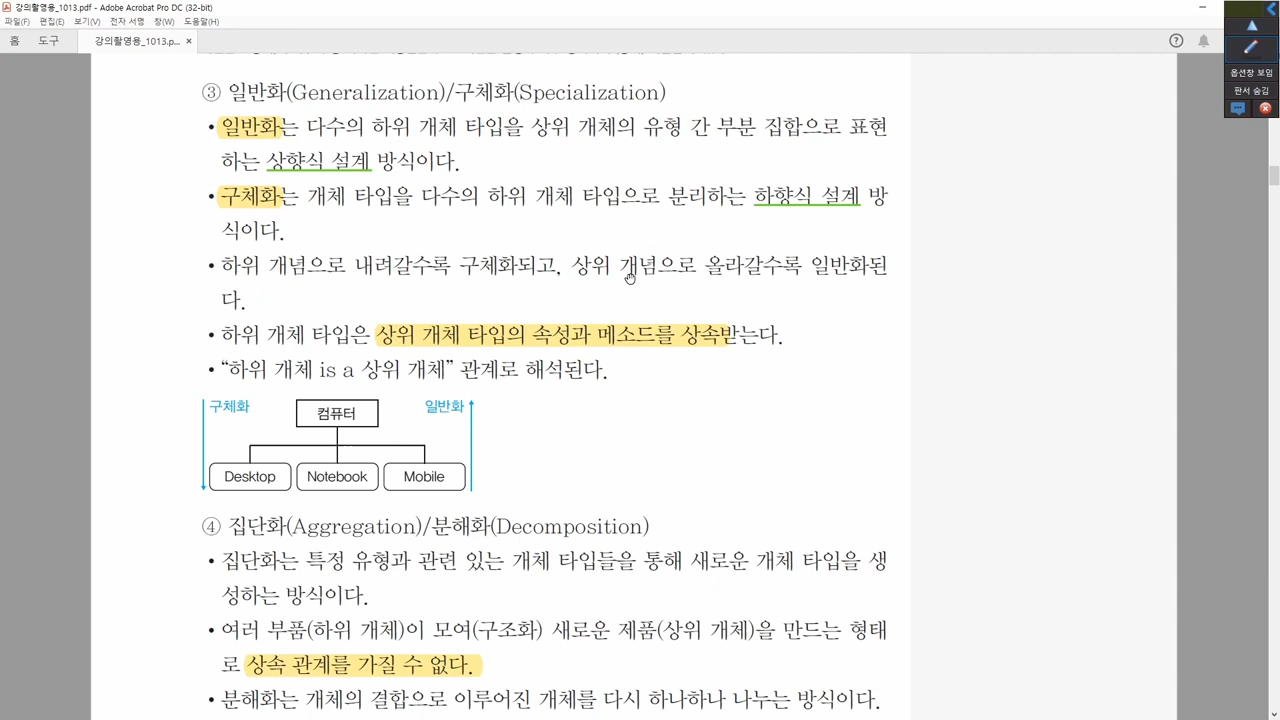 강의촬영용_1013.pdf - Adobe Acrobat Pro DC (32-bit)
파일(F) 편집(E) 보기(V) 전자 서명 창(W) 도움말(H)
홈 도구 강의촬영용_1013.p... ×
옵션창 보임
판서 숨김
③ 일반화(Generalization)/구체화(Specialization)
• 일반화는 다수의 하위 개체 타입을 상위 개체의 유형 간 부분 집합으로 표현
하는 상향식 설계 방식이다.
• 구체화는 개체 타입을 다수의 하위 개체 타입으로 분리하는 하향식 설계 방
식이다.
• 하위 개념으로 내려갈수록 구체화되고, 상위 개념으로 올라갈수록 일반화된
다.
• 하위 개체 타입은 상위 개체 타입의 속성과 메소드를 상속받는다.
• “하위 개체 is a 상위 개체” 관계로 해석된다.
구체화 컴퓨터 일반화
Desktop Notebook Mobile
④ 집단화(Aggregation)/분해화(Decomposition)
• 집단화는 특정 유형과 관련 있는 개체 타입들을 통해 새로운 개체 타입을 생
성하는 방식이다.
• 여러 부품(하위 개체)이 모여(구조화) 새로운 제품(상위 개체)을 만드는 형태
로 상속 관계를 가질 수 없다.
• 분해화는 개체의 결합으로 이루어진 개체를 다시 하나하나 나누는 방식이다.